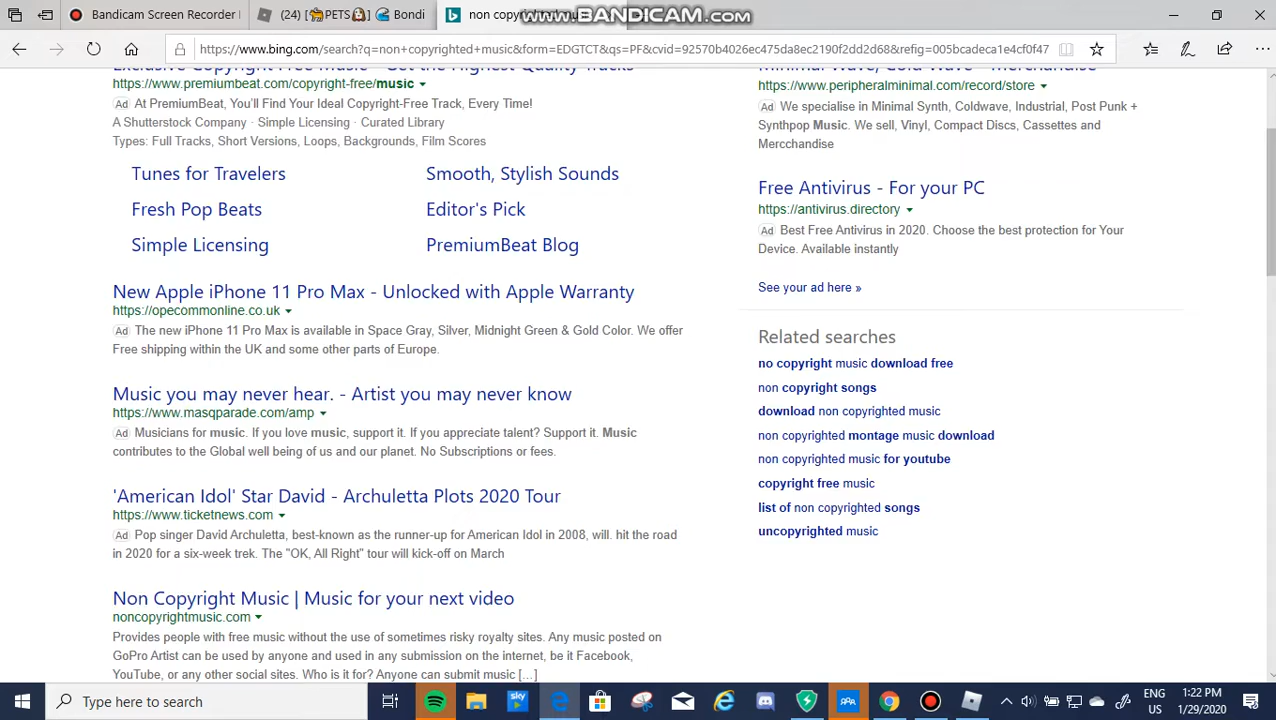 Bandicam Screen Recorder
(24) [PETS] Bondi
non copyrighted
www.BANDICAM.com
https://www.bing.com/search?q=non+copyrighted+music&form=EDGTCT&qs=PF&cvid=92570b4026ec475da8ec2190f2dd2d68&refig=005bcadeca1e4cf0f47
Exclusive Copyright Free Music - Get the Highest Quality Tracks
https://www.premiumbeat.com/copyright-free/music
Ad At PremiumBeat, You'll Find Your Ideal Copyright-Free Track, Every Time!
A Shutterstock Company · Simple Licensing · Curated Library
Types: Full Tracks, Short Versions, Loops, Backgrounds, Film Scores
Tunes for Travelers
Smooth, Stylish Sounds
Fresh Pop Beats
Editor's Pick
Simple Licensing
PremiumBeat Blog
New Apple iPhone 11 Pro Max - Unlocked with Apple Warranty
https://opecommonline.co.uk
Ad The new iPhone 11 Pro Max is available in Space Gray, Silver, Midnight Green & Gold Color. We offer
Free shipping within the UK and some other parts of Europe.
Music you may never hear. - Artist you may never know
https://www.masqparade.com/amp
Ad Musicians for music. If you love music, support it. If you appreciate talent? Support it. Music
contributes to the Global well being of us and our planet. No Subscriptions or fees.
'American Idol' Star David - Archuletta Plots 2020 Tour
https://www.ticketnews.com
Ad Pop singer David Archuletta, best-known as the runner-up for American Idol in 2008, will. hit the road
in 2020 for a six-week trek. The "OK, All Right" tour will kick-off on March
Non Copyright Music | Music for your next video
noncopyrightmusic.com
Provides people with free music without the use of sometimes risky royalty sites. Any music posted on
GoPro Artist can be used by anyone and used in any submission on the internet, be it Facebook,
YouTube, or any other social sites. Who is it for? Anyone can submit music [...]
Minimal Wave, Cold Wave - Merchandise
https://www.peripheralminimal.com/record/store
Ad We specialise in Minimal Synth, Coldwave, Industrial, Post Punk +
Synthpop Music. We sell, Vinyl, Compact Discs, Cassettes and
Mercchandise
Free Antivirus - For your PC
https://antivirus.directory
Ad Best Free Antivirus in 2020. Choose the best protection for Your
Device. Available instantly
See your ad here »
Related searches
no copyright music download free
non copyright songs
download non copyrighted music
non copyrighted montage music download
non copyrighted music for youtube
copyright free music
list of non copyrighted songs
uncopyrighted music
Type here to search
sky
ENG
US
1:22 PM
1/29/2020